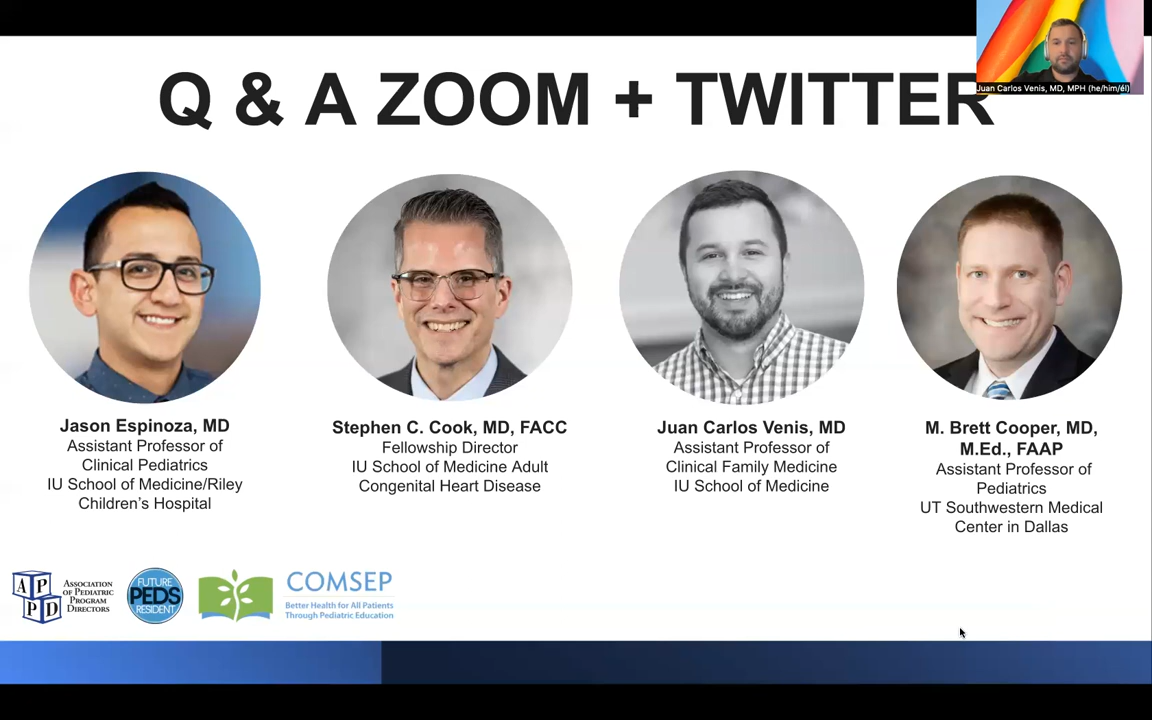 Juan Carlos Venis, MD, MPH (he/him/él)
Q & A ZOOM + TWITTER
Jason Espinoza, MD
Assistant Professor of
Clinical Pediatrics
IU School of Medicine/Riley
Children's Hospital
Stephen C. Cook, MD, FACC
Fellowship Director
IU School of Medicine Adult
Congenital Heart Disease
Juan Carlos Venis, MD
Assistant Professor of
Clinical Family Medicine
IU School of Medicine
M. Brett Cooper, MD,
M.Ed., FAAP
Assistant Professor of
Pediatrics
UT Southwestern Medical
Center in Dallas
A P
P D
ASSOCIATION
OF PEDIATRIC
PROGRAM
DIRECTORS
FUTURE
PEDS
RESIDENT
COMSEP
Better Health for All Patients
Through Pediatric Education